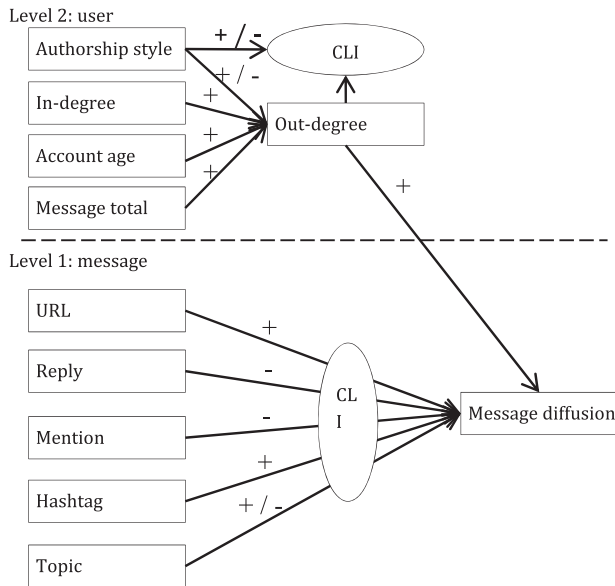 Level 2: user
Authorship style
+ / -
CLI
+ / -
In-degree
+
Out-degree
Account age
+
Message total
+
+
Level 1: message
URL
+
Reply
-
CL
I
Message diffusion
Mention
-
Hashtag
+
+ / -
Topic